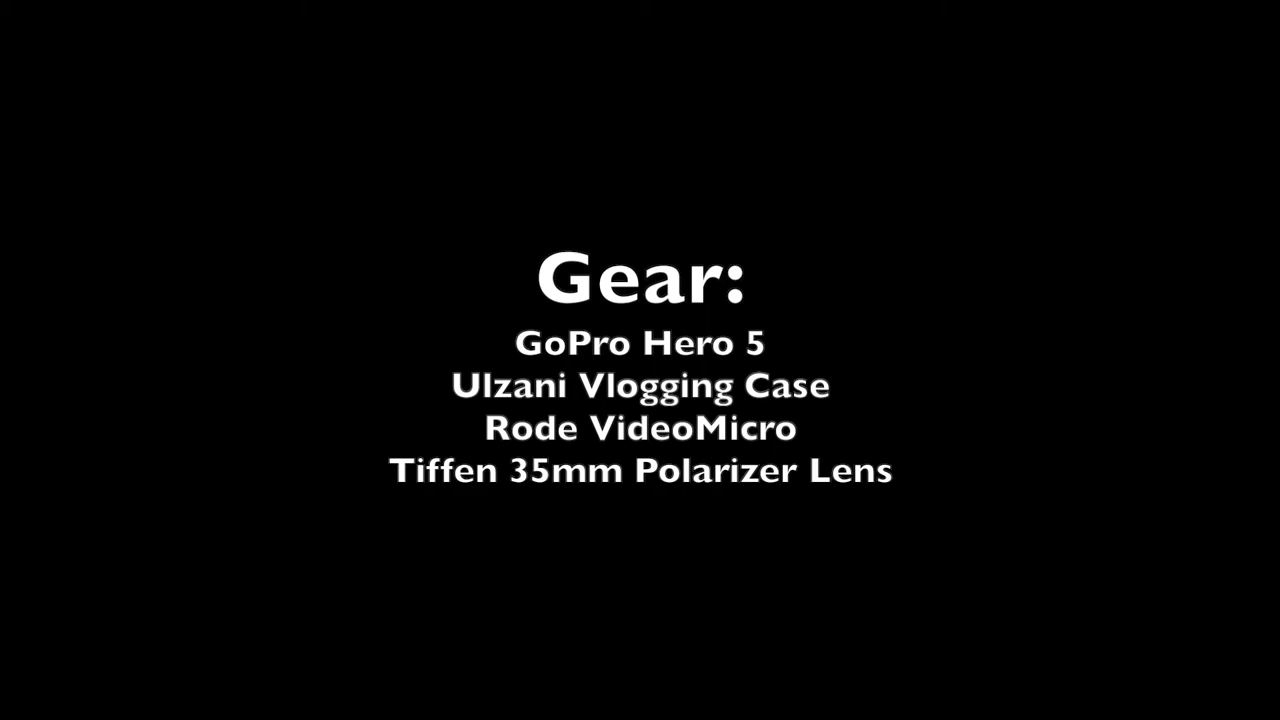 Gear:
GoPro Hero 5
Ulzani Vlogging Case
Rode VideoMicro
Tiffen 35mm Polarizer Lens